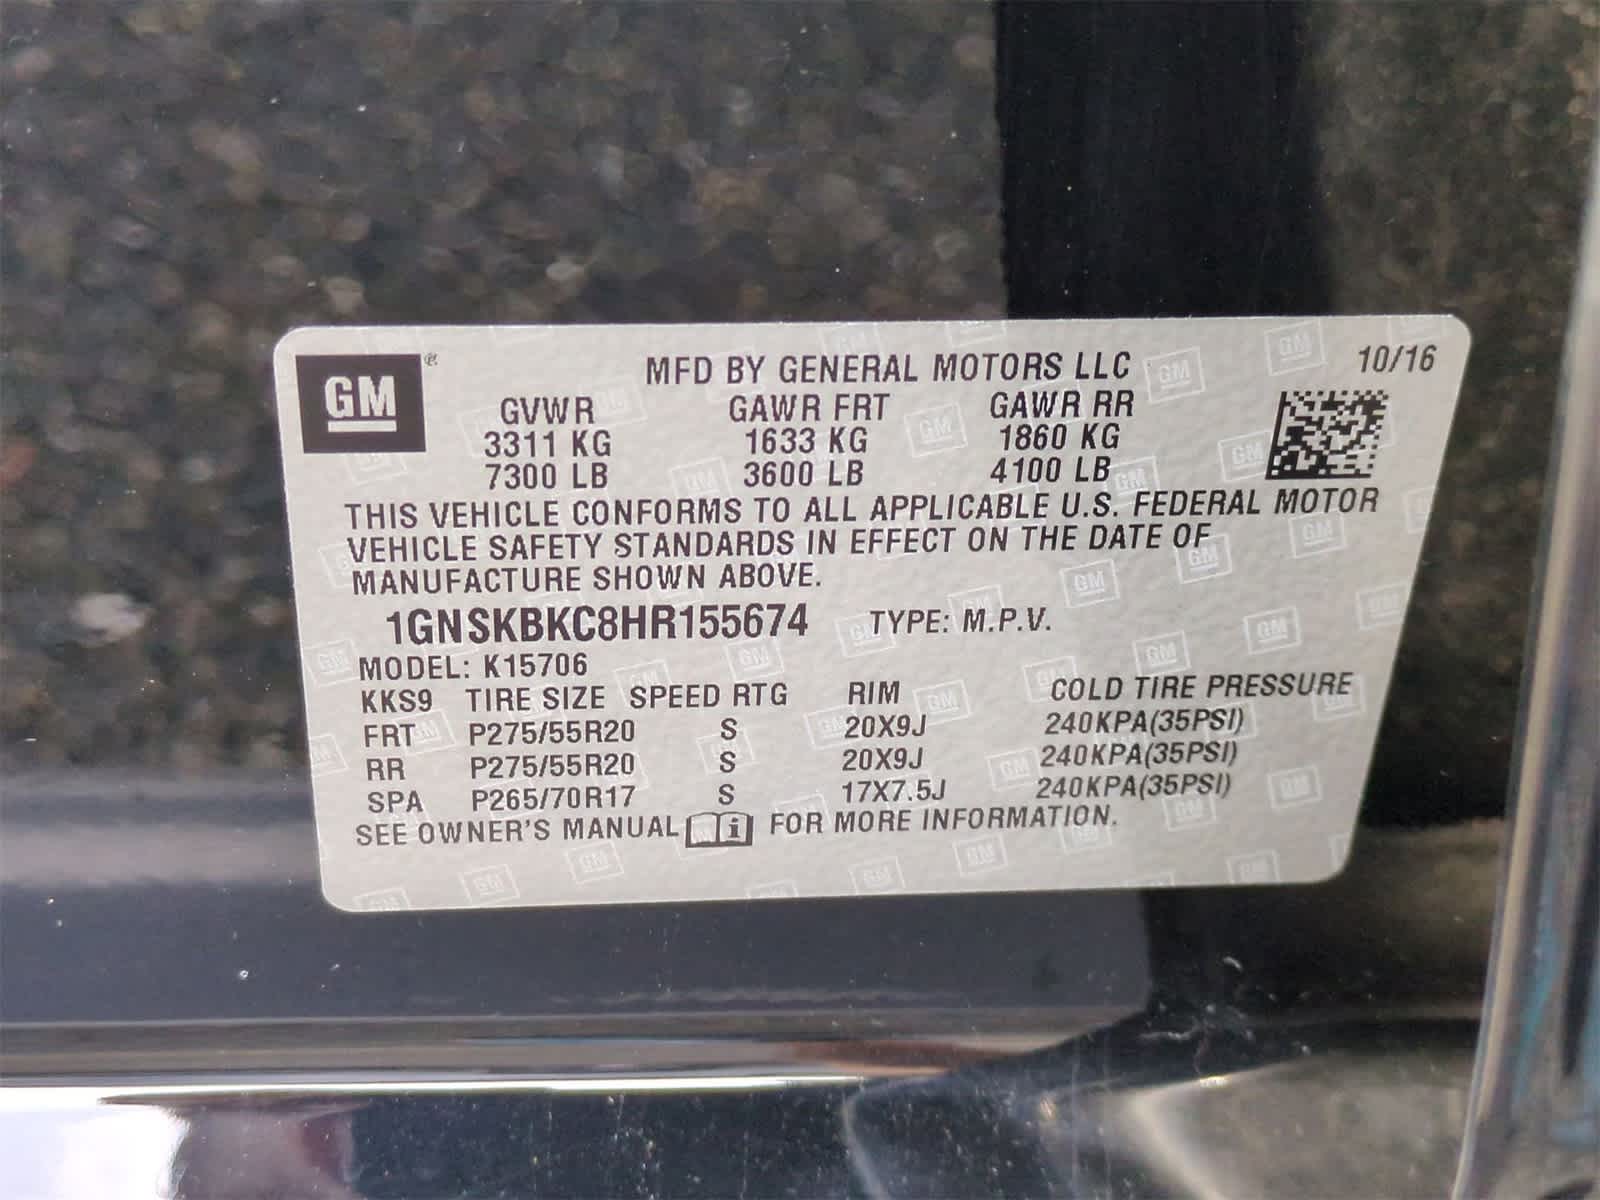 GM
MFD BY GENERAL MOTORS LLC 10/16
GVWR GAWR FRT GAWR RR
3311 KG 1633 KG 1860 KG
7300 LB 3600 LB 4100 LB
THIS VEHICLE CONFORMS TO ALL APPLICABLE U.S. FEDERAL MOTOR
VEHICLE SAFETY STANDARDS IN EFFECT ON THE DATE OF
MANUFACTURE SHOWN ABOVE.
1GNSKBKC8HR155674 TYPE: M.P.V.
MODEL: K15706
KKS9 TIRE SIZE SPEED RTG RIM COLD TIRE PRESSURE
FRT P275/55R20 S 20X9J 240KPA(35PSI)
RR P275/55R20 S 20X9J 240KPA(35PSI)
SPA P265/70R17 S 17X7.5J 240KPA(35PSI)
SEE OWNER'S MANUAL i FOR MORE INFORMATION.